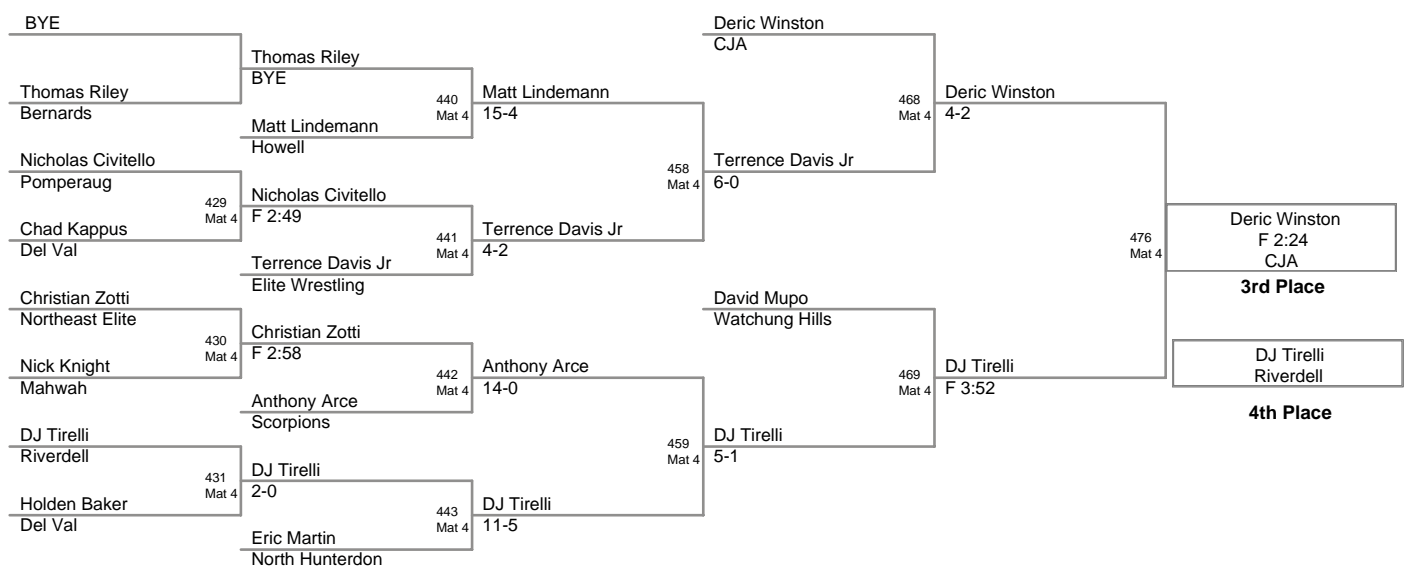 BYE
Thomas Riley
Bernards
Nicholas Civitello
Pomperaug
429
Mat 4
Chad Kappus
Del Val
Christian Zotti
Northeast Elite
430
Mat 4
Nick Knight
Mahwah
DJ Tirelli
Riverdell
431
Mat 4
Holden Baker
Del Val
Thomas Riley
BYE
440
Mat 4
Matt Lindemann
Howell
Nicholas Civitello
F 2:49
441
Mat 4
Terrence Davis Jr
Elite Wrestling
Christian Zotti
F 2:58
442
Mat 4
Anthony Arce
Scorpions
DJ Tirelli
2-0
443
Mat 4
Eric Martin
North Hunterdon
Matt Lindemann
15-4
458
Mat 4
Terrence Davis Jr
4-2
Anthony Arce
14-0
459
Mat 4
DJ Tirelli
11-5
Deric Winston
CJA
468
Mat 4
Terrence Davis Jr
6-0
David Mupo
Watchung Hills
469
Mat 4
DJ Tirelli
5-1
Deric Winston
4-2
476
Mat 4
DJ Tirelli
F 3:52
Deric Winston
F 2:24
CJA
3rd Place
DJ Tirelli
Riverdell
4th Place